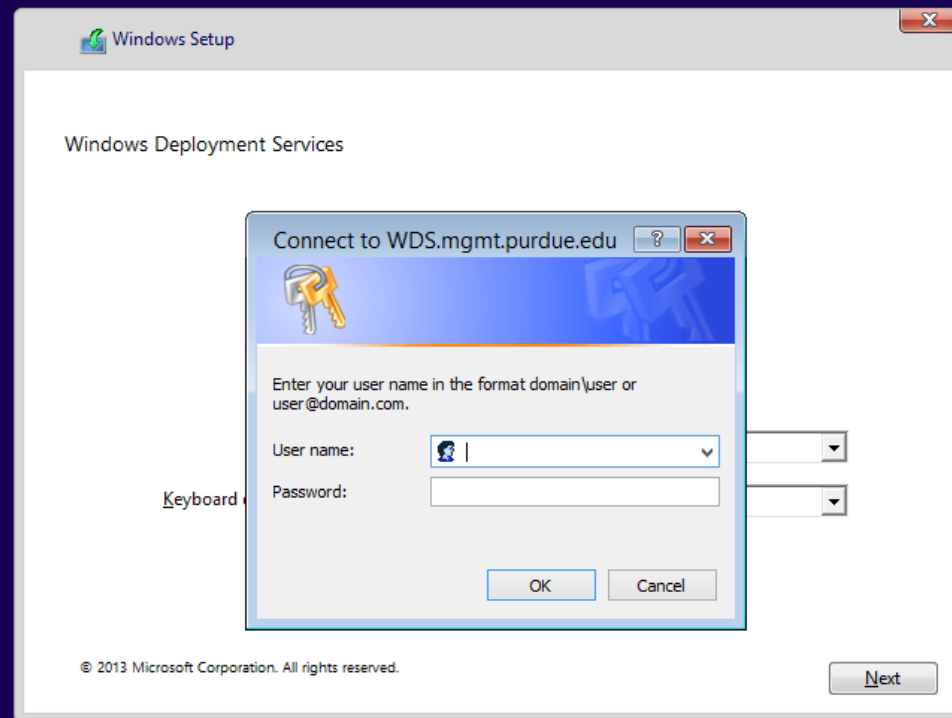 Windows Setup
Windows Deployment Services
Connect to WDS.mgmt.purdue.edu
Enter your user name in the format domain\user or
user@domain.com.
User name:
Password:
Keyboard
OK Cancel
© 2013 Microsoft Corporation. All rights reserved.
Next